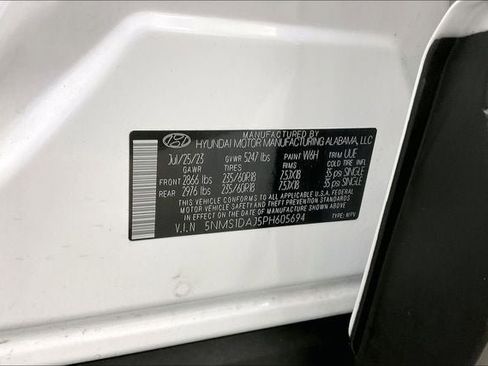 MANUFACTURED BY
HYUNDAI MOTOR MANUFACTURING ALABAMA, LLC
Jul/25/23 GVWR 5247 lbs PAINT W6H TRIM UUE
GAWR TIRES RIMS COLD TIRE INFL
FRONT 2866 lbs 235/60R18 7.5JX18 35 psi SINGLE
REAR 2976 lbs 235/60R18 7.5JX18 35 psi SINGLE
THIS VEHICLE CONFORMS TO ALL APPLICABLE U.S.A. FEDERAL
MOTOR VEHICLE SAFETY AND THEFT PREVENTION STANDARDS
IN EFFECT ON THE DATE OF MANUFACTURE SHOWN ABOVE.
V.I.N 5NMS1DAJ5PH605694 TYPE: MPV